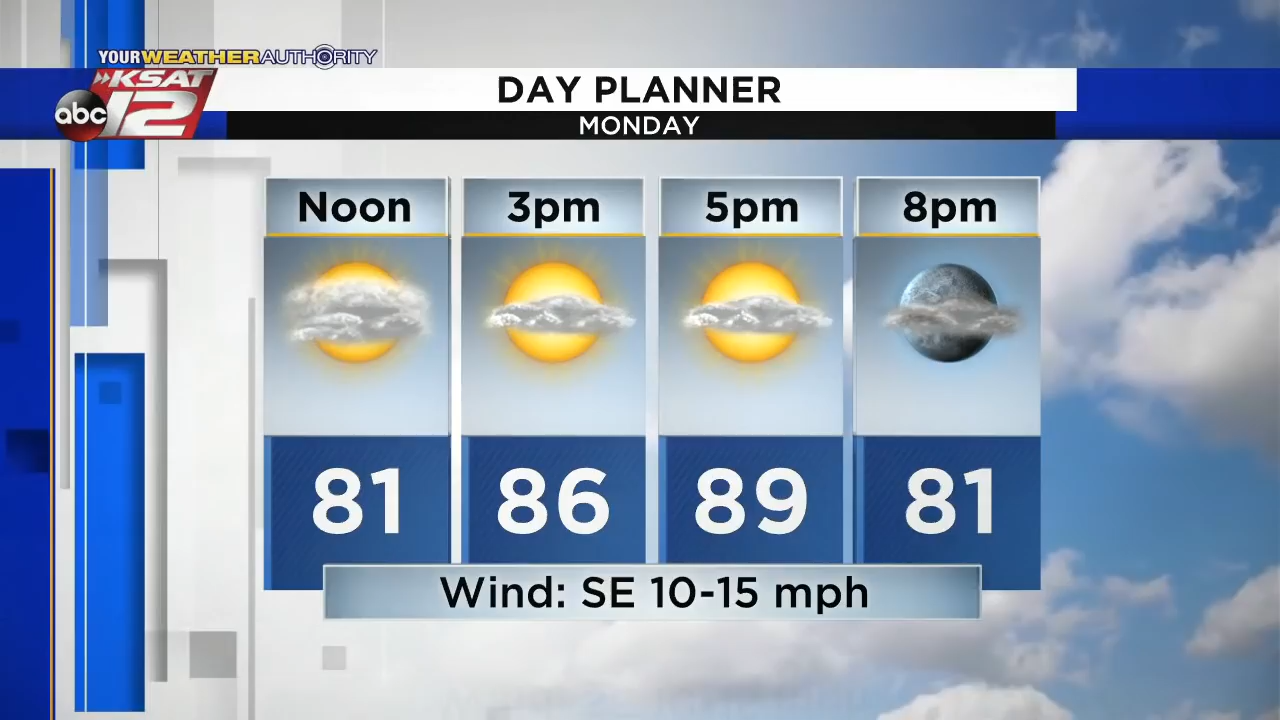 YOURWEATHERAUTHORITY
KSAT
abc 12
DAY PLANNER
MONDAY
Noon 3pm 5pm 8pm
81 86 89 81
Wind: SE 10-15 mph